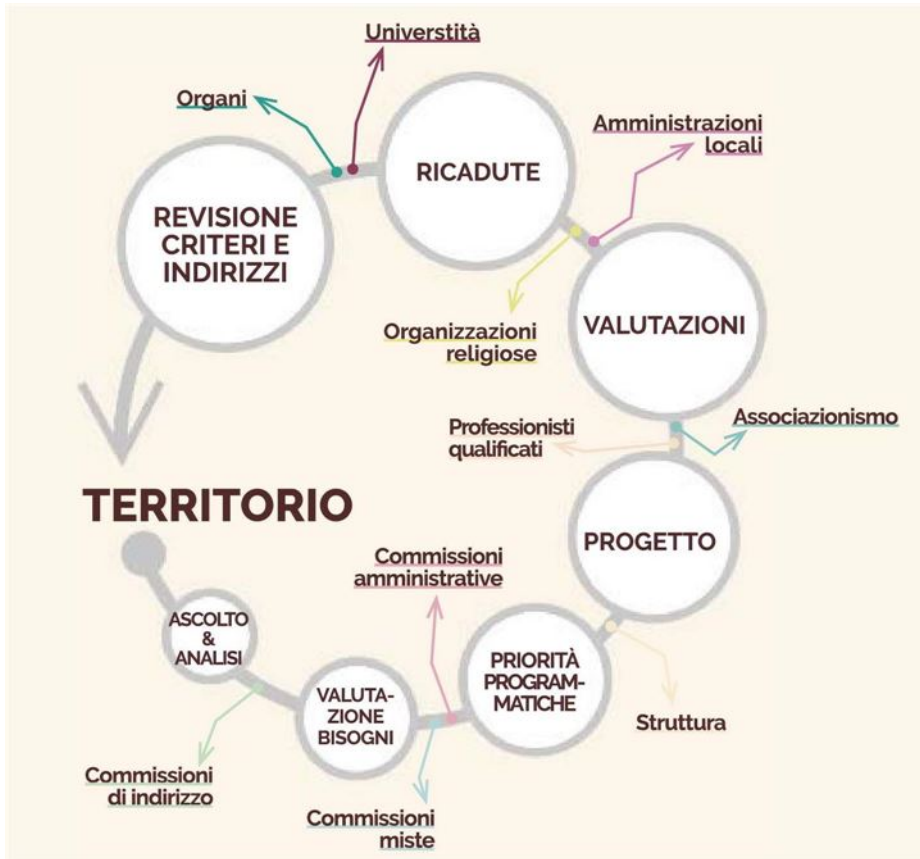 Universtità
Organi
Amministrazioni
locali
RICADUTE
REVISIONE
CRITERI E
INDIRIZZI
VALUTAZIONI
Organizzazioni
religiose
Professionisti
qualificati
Associazionismo
TERRITORIO
PROGETTO
Commissioni
amministrative
ASCOLTO
&
ANALISI
PRIORITÀ
PROGRAM-
MATICHE
VALUTA-
ZIONE
BISOGNI
Struttura
Commissioni
di indirizzo
Commissioni
miste